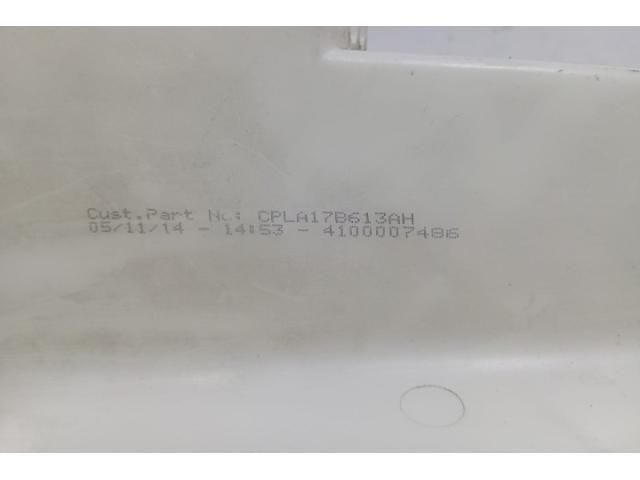 Cust.Part No: CPLA17B613AH
05/11/14 - 14:53 - 4100007486